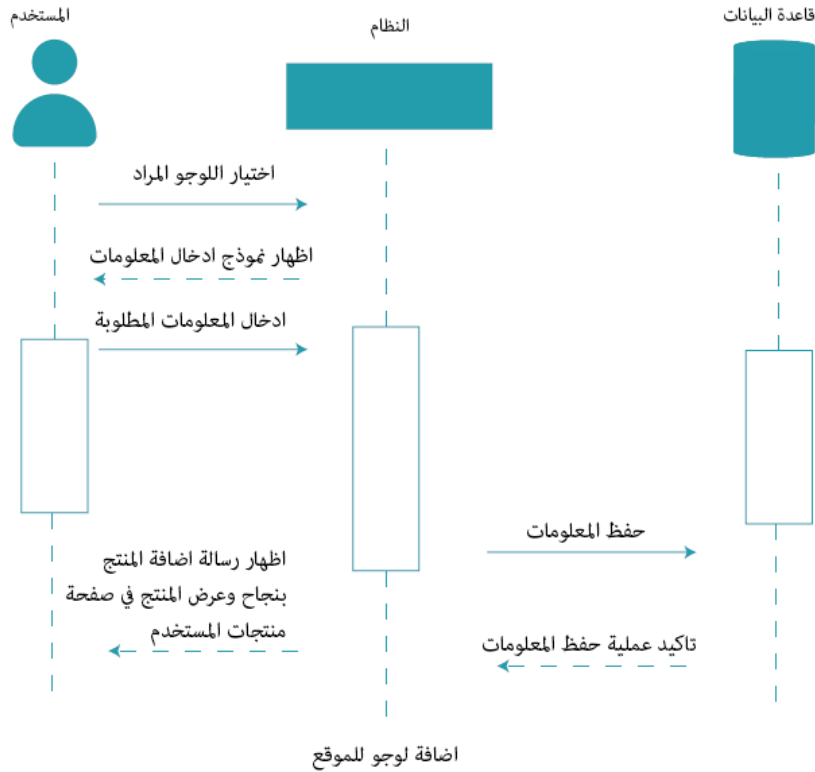 المستخدم
النظام
قاعدة البيانات
اختيار اللوجو المراد
اظهار نموذج ادخال المعلومات
ادخال المعلومات المطلوبة
حفظ المعلومات
اظهار رسالة اضافة المنتج
بنجاح وعرض المنتج في صفحة
منتجات المستخدم
تاكيد عملية حفظ المعلومات
اضافة لوجو للموقع